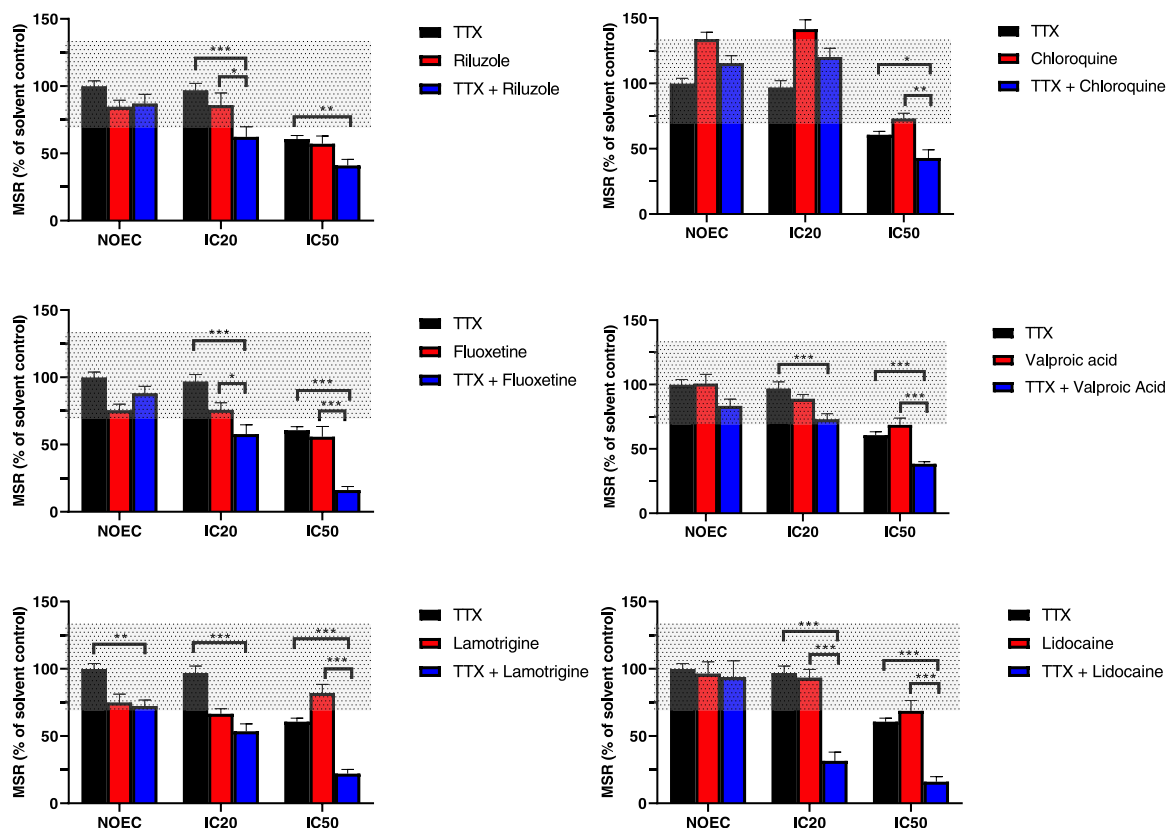 MSR (% of solvent control)
150
100
50
0
***
*
**
NOEC
IC20
IC50
TTX
Riluzole
TTX + Riluzole
MSR (% of solvent control)
150
100
50
0
*
**
NOEC
IC20
IC50
TTX
Chloroquine
TTX + Chloroquine
MSR (% of solvent control)
150
100
50
0
***
*
***
***
NOEC
IC20
IC50
TTX
Fluoxetine
TTX + Fluoxetine
MSR (% of solvent control)
150
100
50
0
***
***
***
NOEC
IC20
IC50
TTX
Valproic acid
TTX + Valproic Acid
MSR (% of solvent control)
150
100
50
0
**
***
***
***
NOEC
IC20
IC50
TTX
Lamotrigine
TTX + Lamotrigine
MSR (% of solvent control)
150
100
50
0
***
***
***
***
NOEC
IC20
IC50
TTX
Lidocaine
TTX + Lidocaine